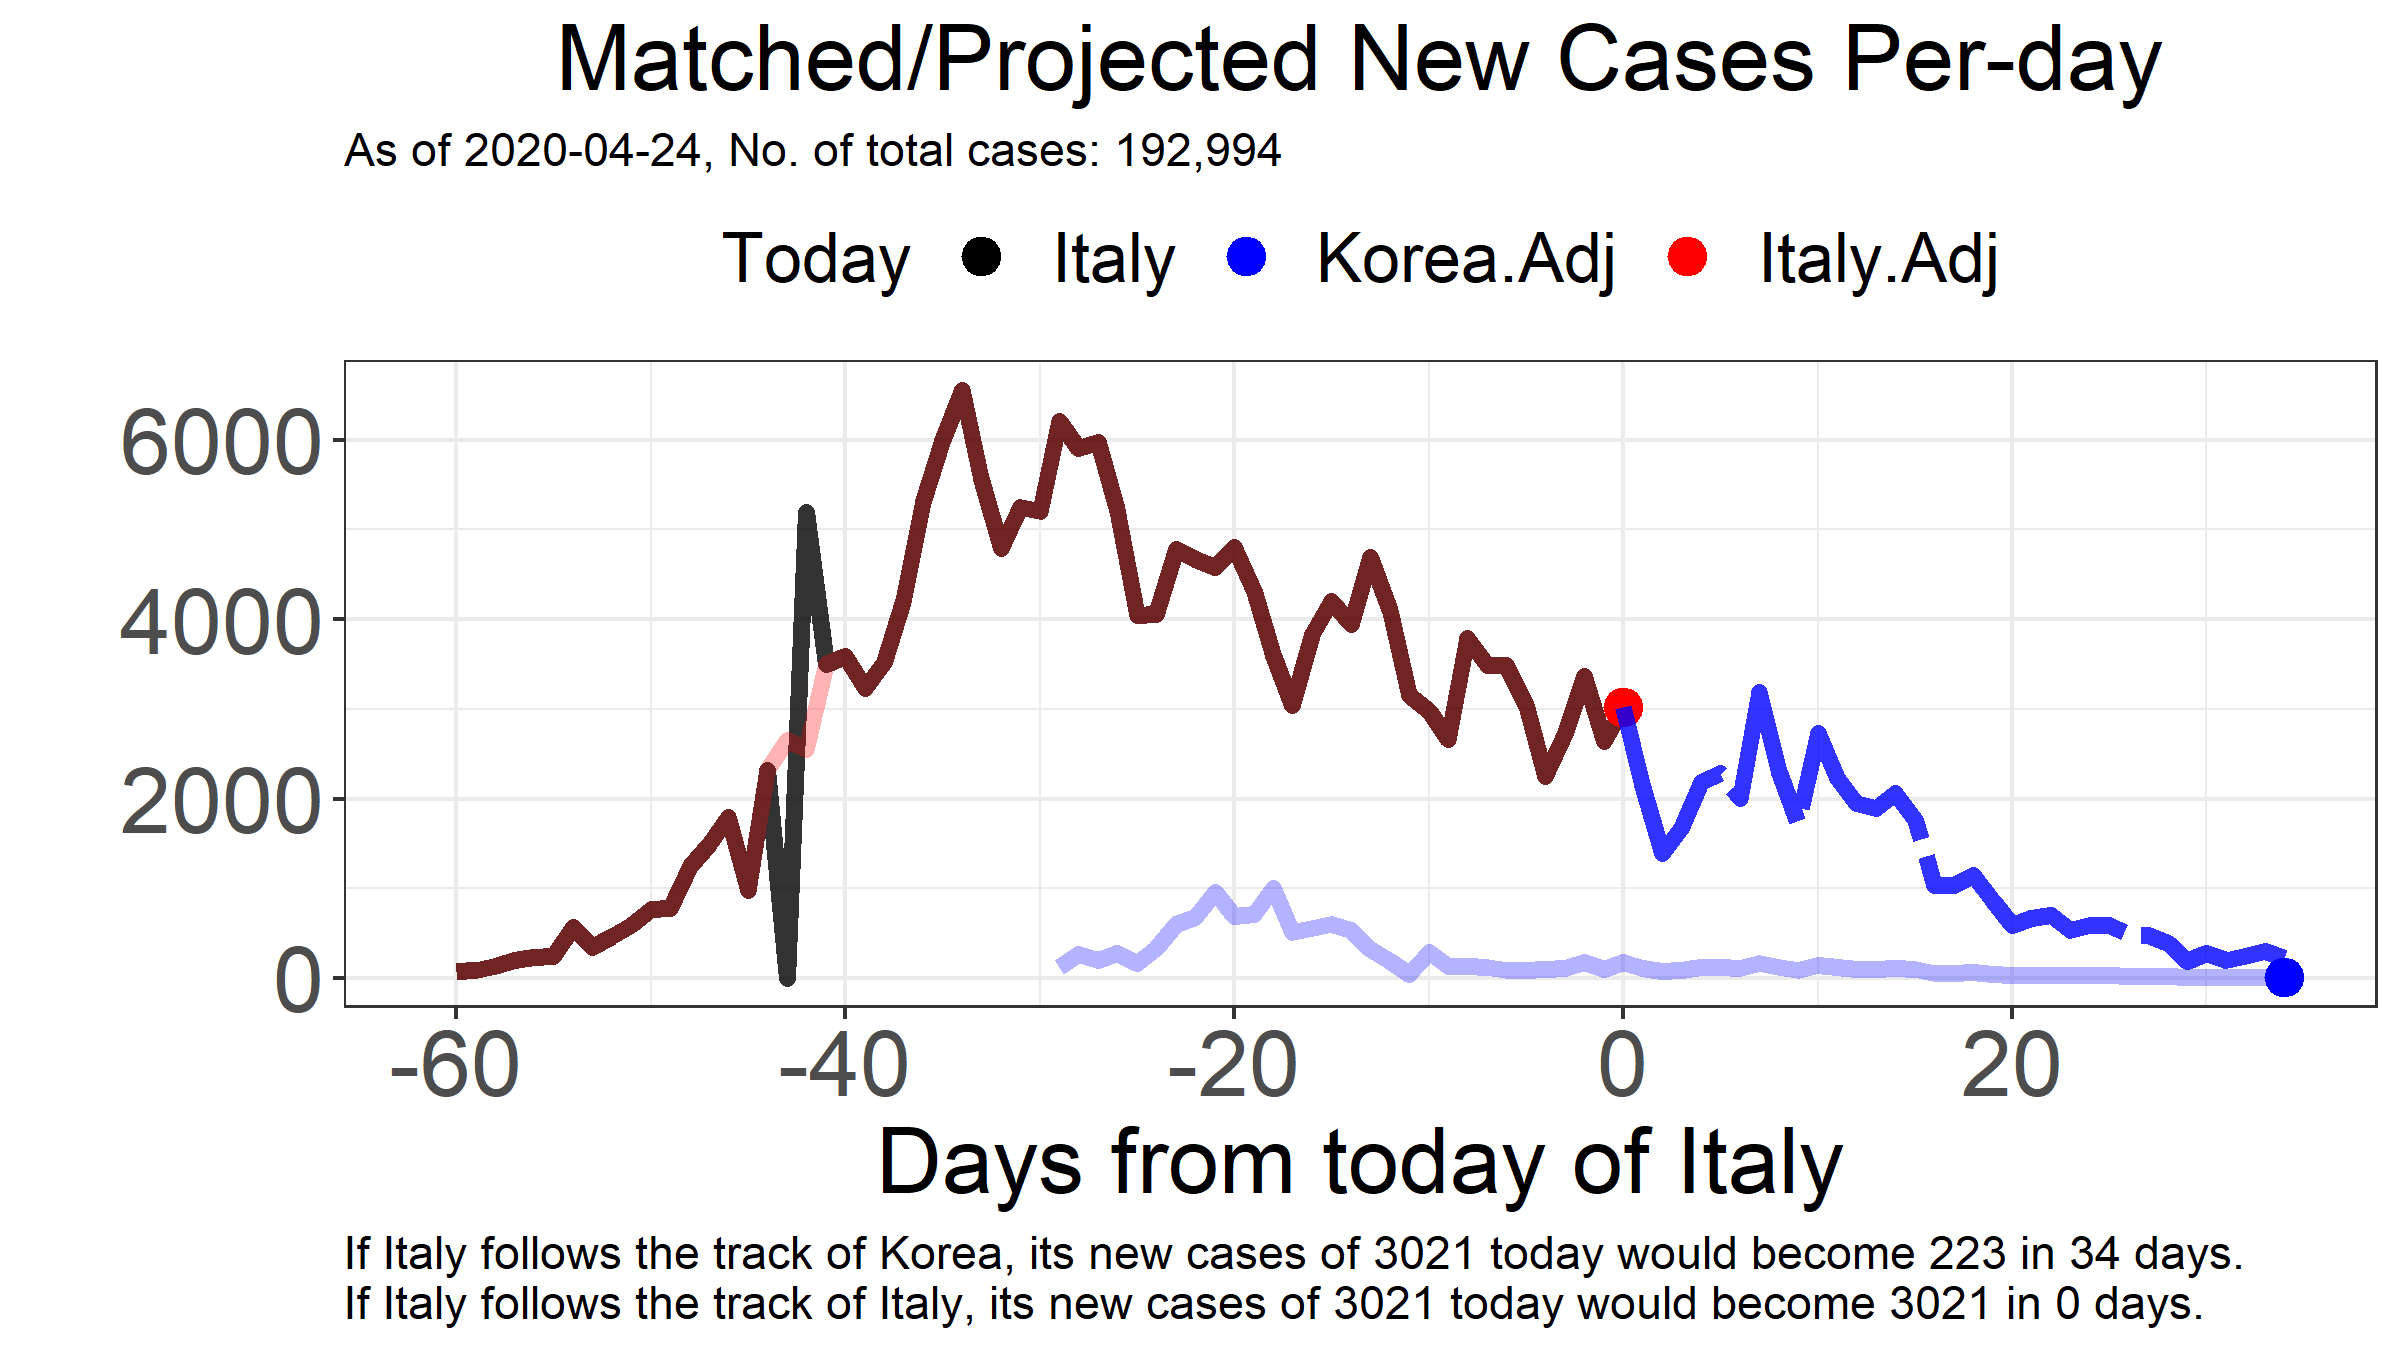 Matched/Projected New Cases Per-day
As of 2020-04-24, No. of total cases: 192,994
Today Italy Korea.Adj Italy.Adj
6000
4000
2000
0
-60 -40 -20 0 20
Days from today of Italy
If Italy follows the track of Korea, its new cases of 3021 today would become 223 in 34 days.
If Italy follows the track of Italy, its new cases of 3021 today would become 3021 in 0 days.